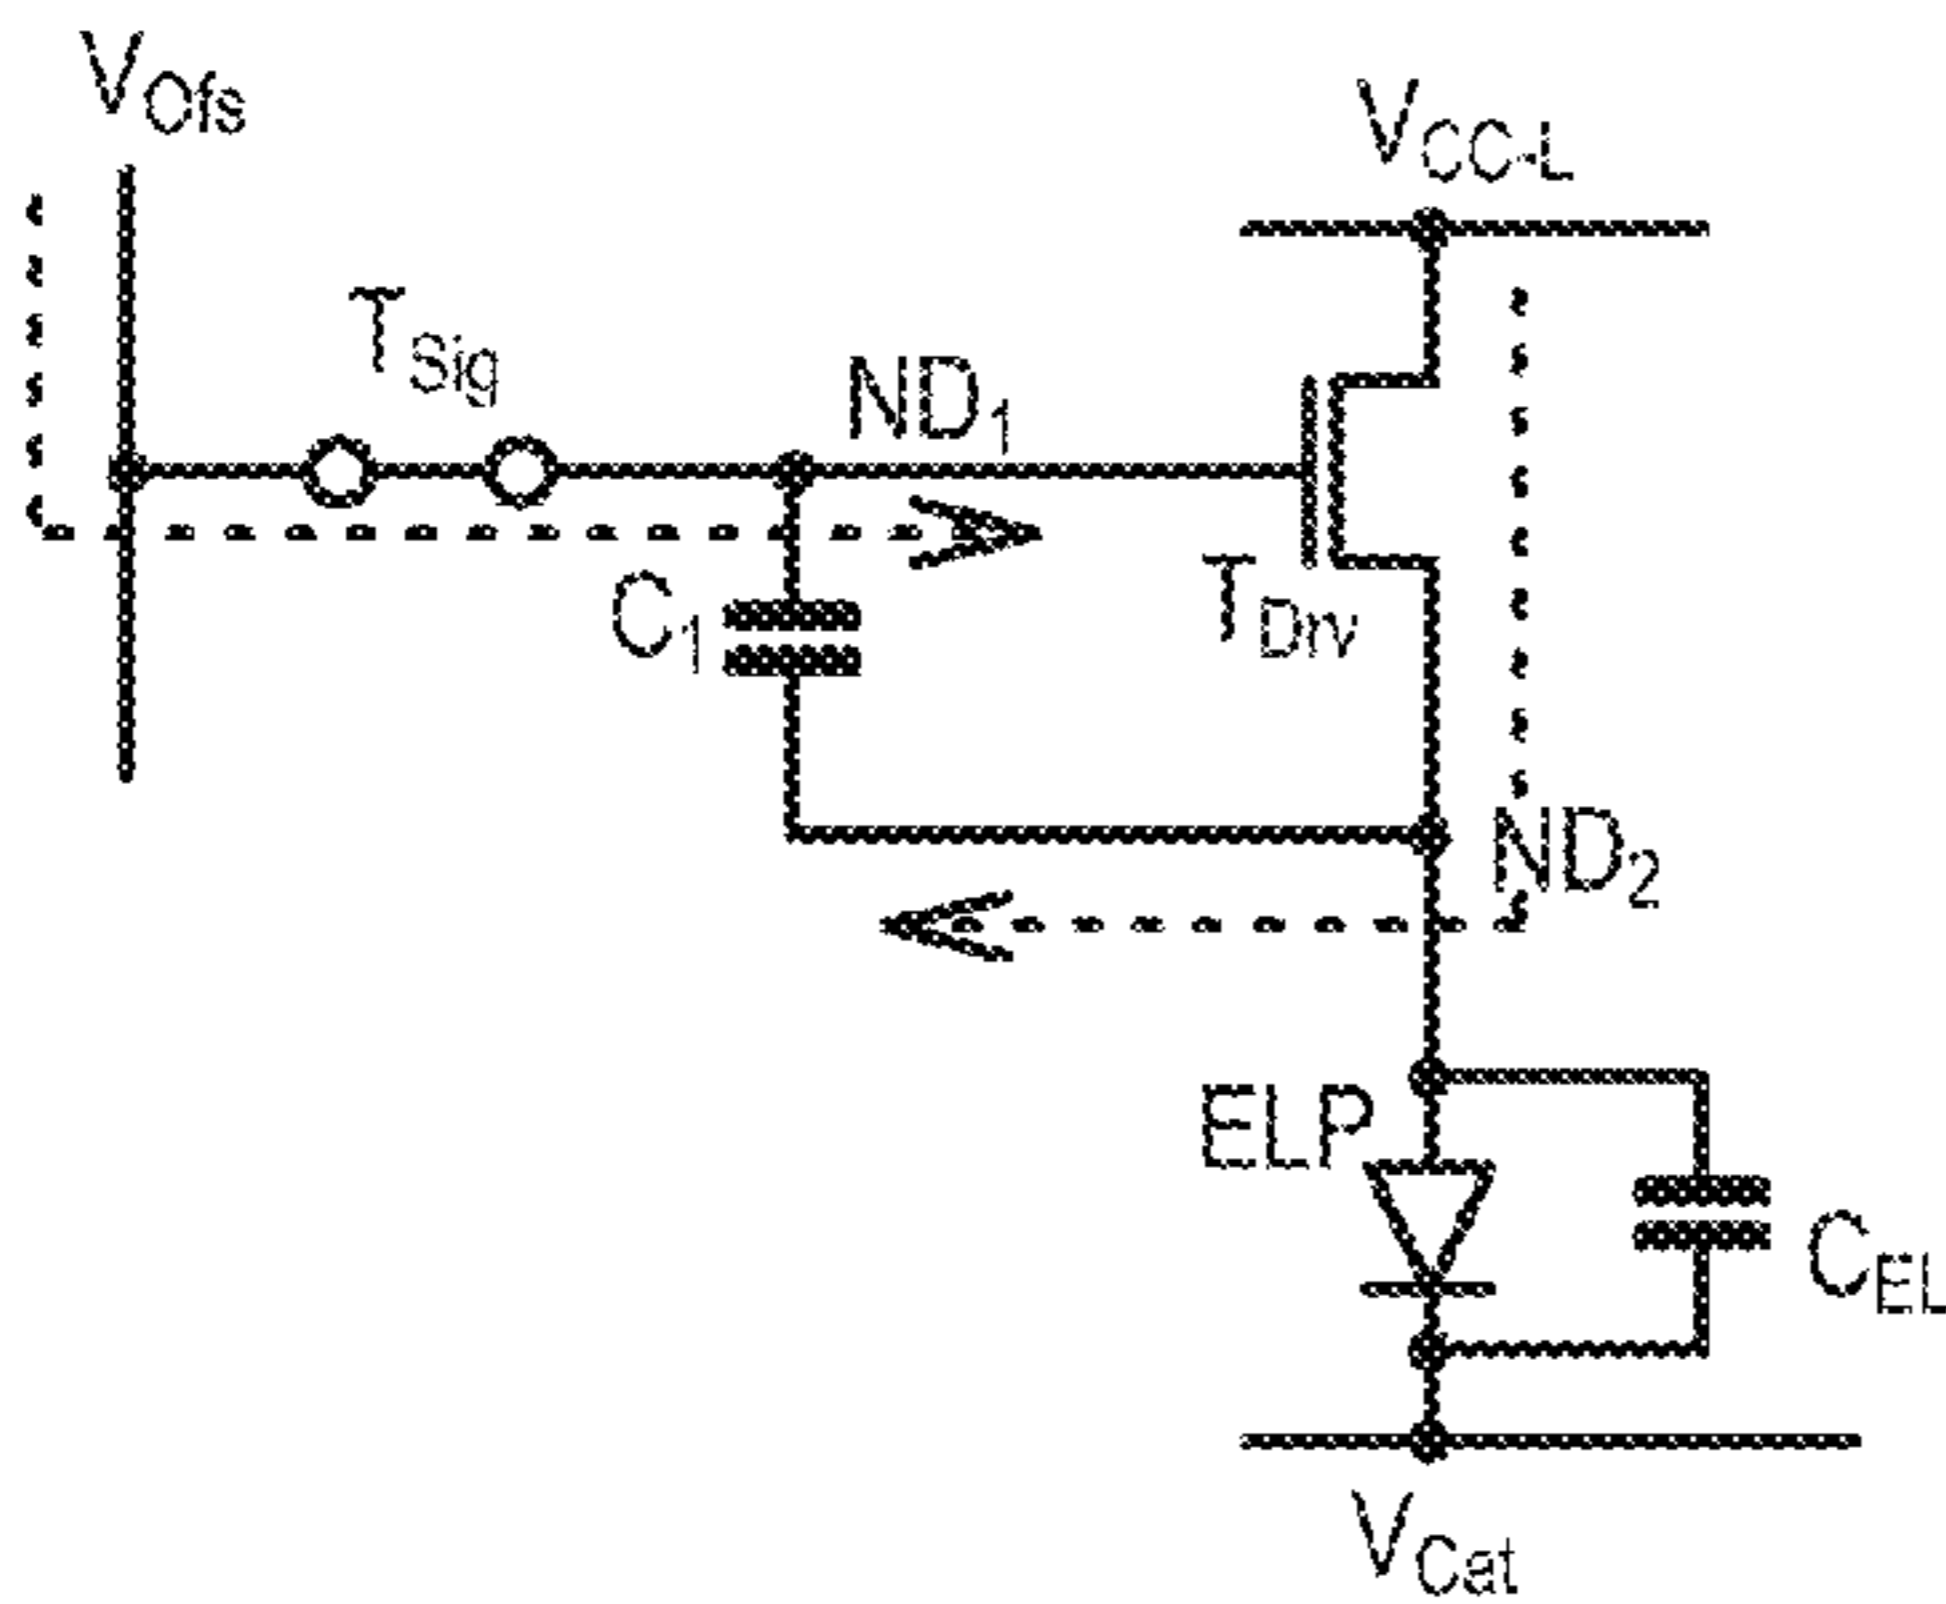 VOfs
VCC-L
TSig
ND1
C1
TDrv
ND2
ELP
CEL
VCat